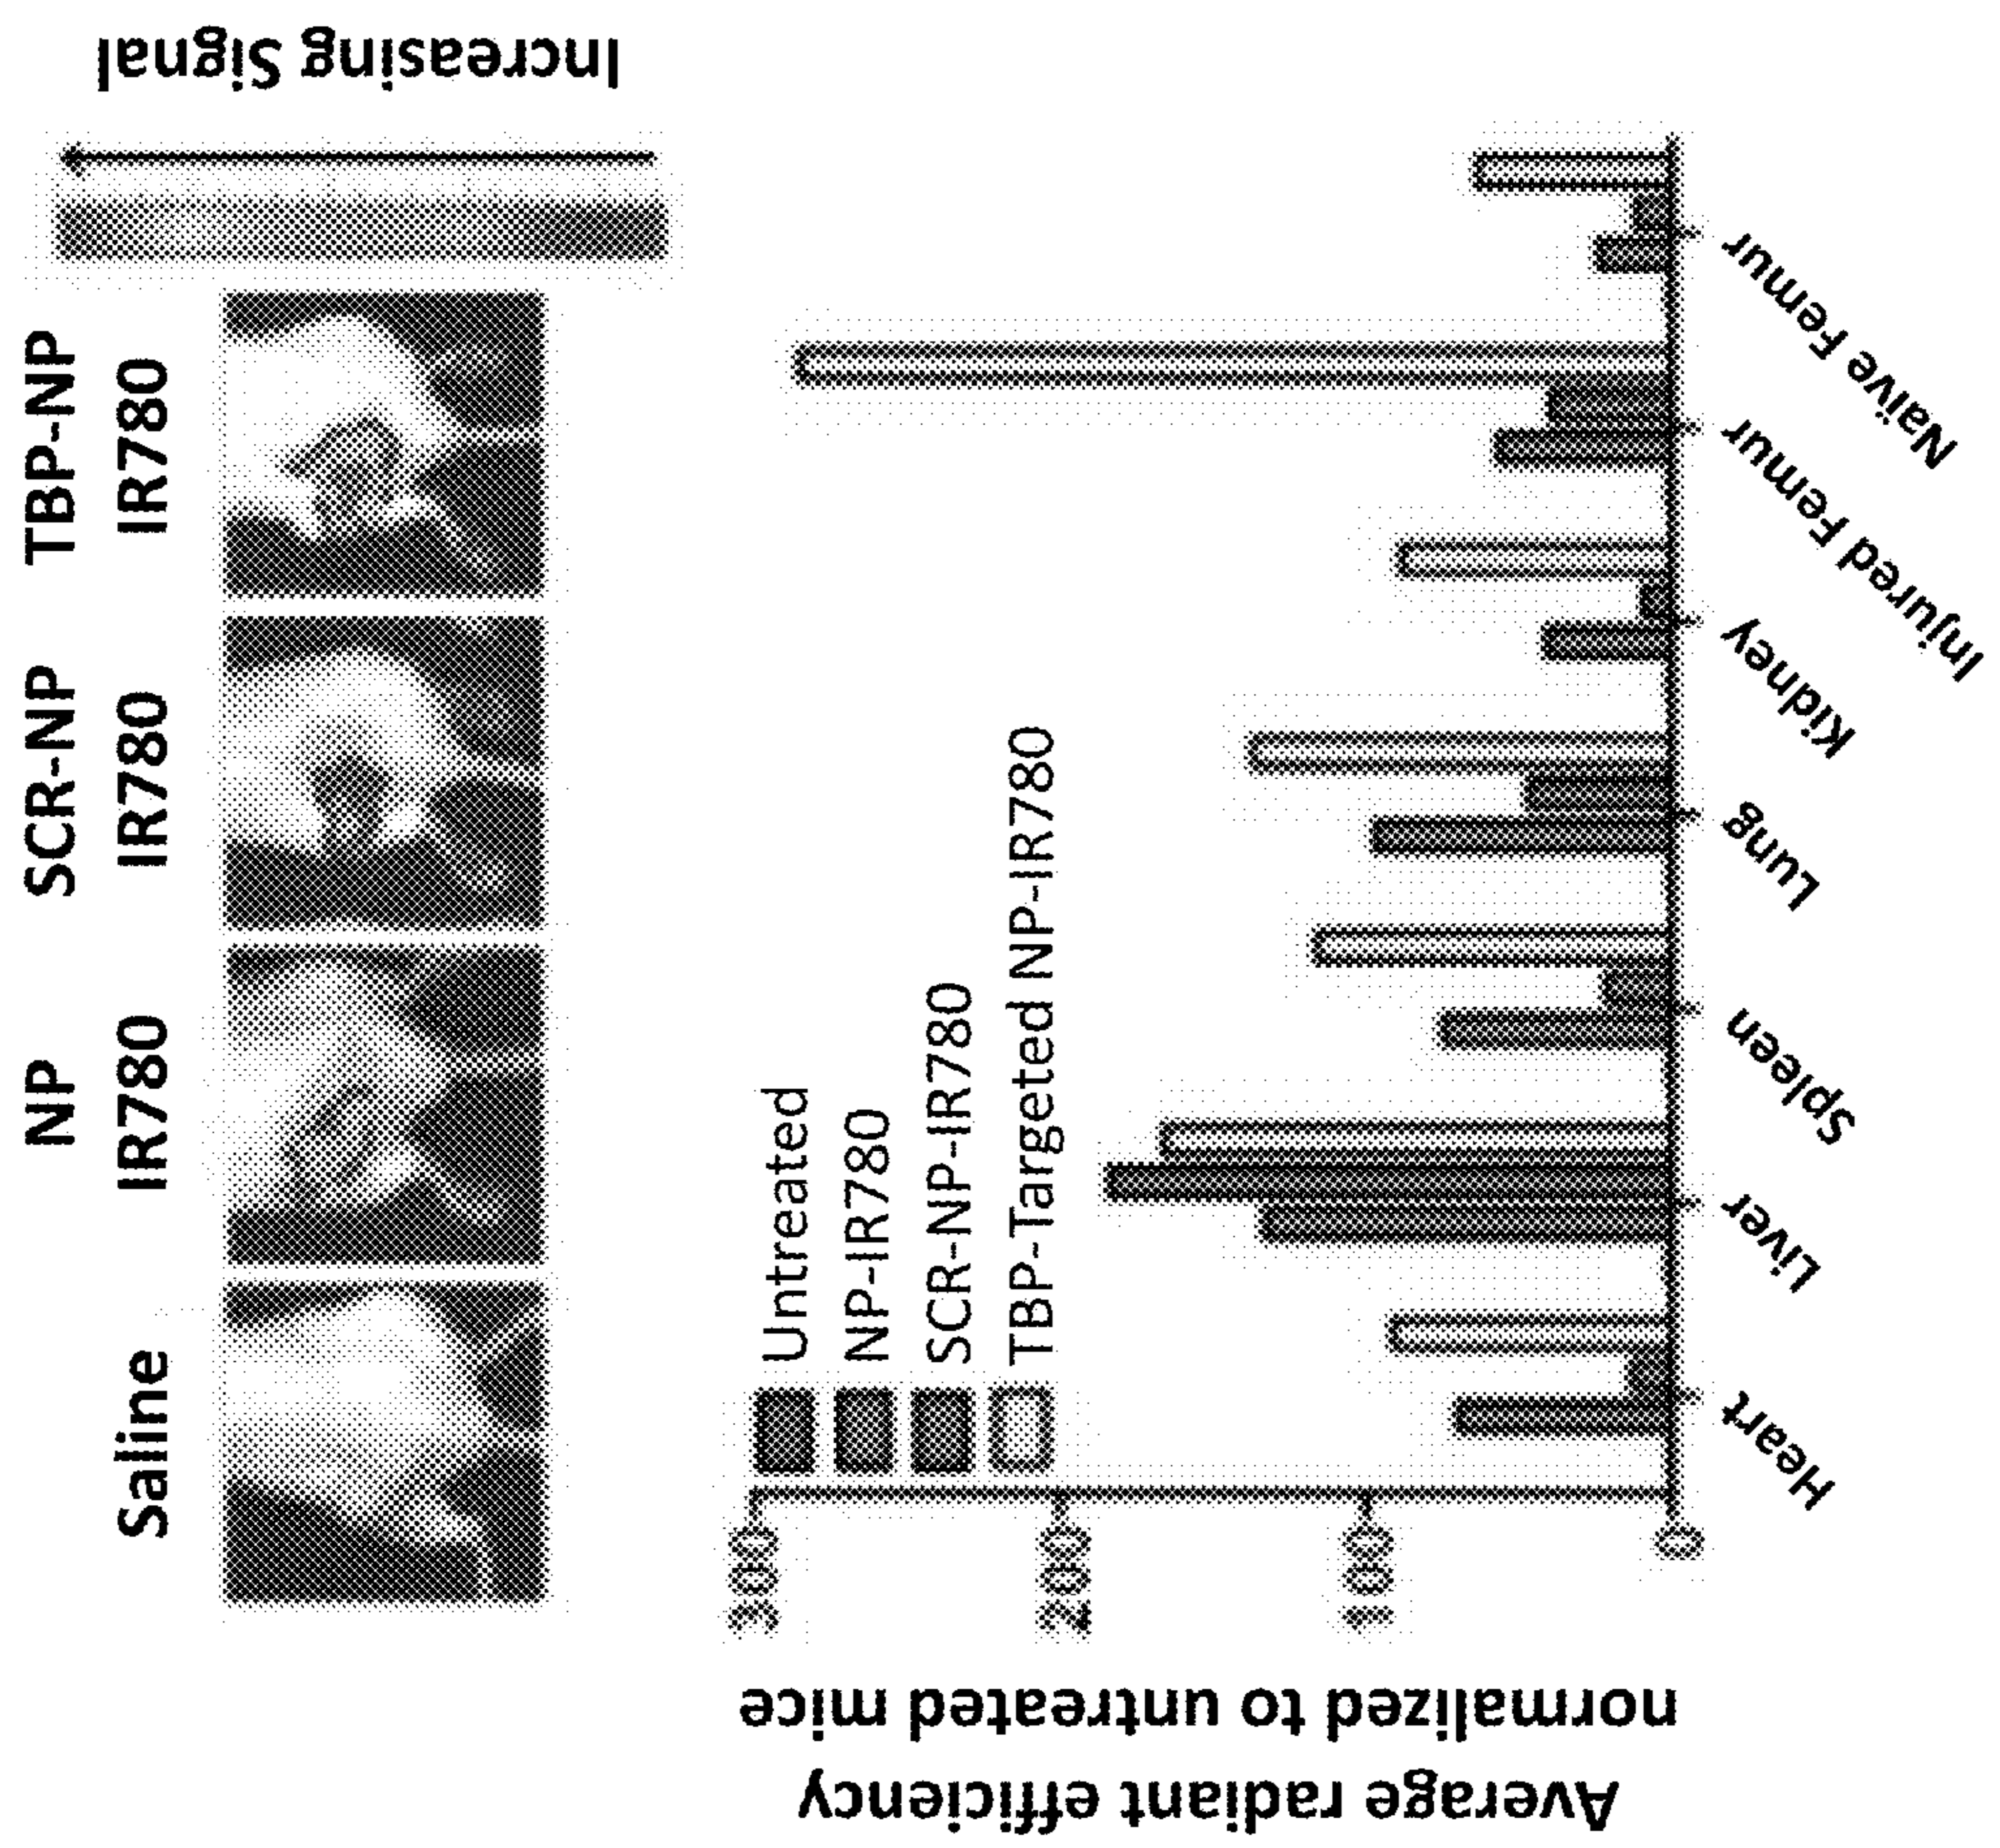 Saline
NP
IR780
SCR-NP
IR780
TBP-NP
IR780
Increasing Signal
Average radiant efficiency
normalized to untreated mice
300
200
100
0
Untreated
NP-IR780
SCR-NP-IR780
TBP-Targeted NP-IR780
Heart
Liver
Spleen
Lung
Kidney
Injured Femur
Naive Femur